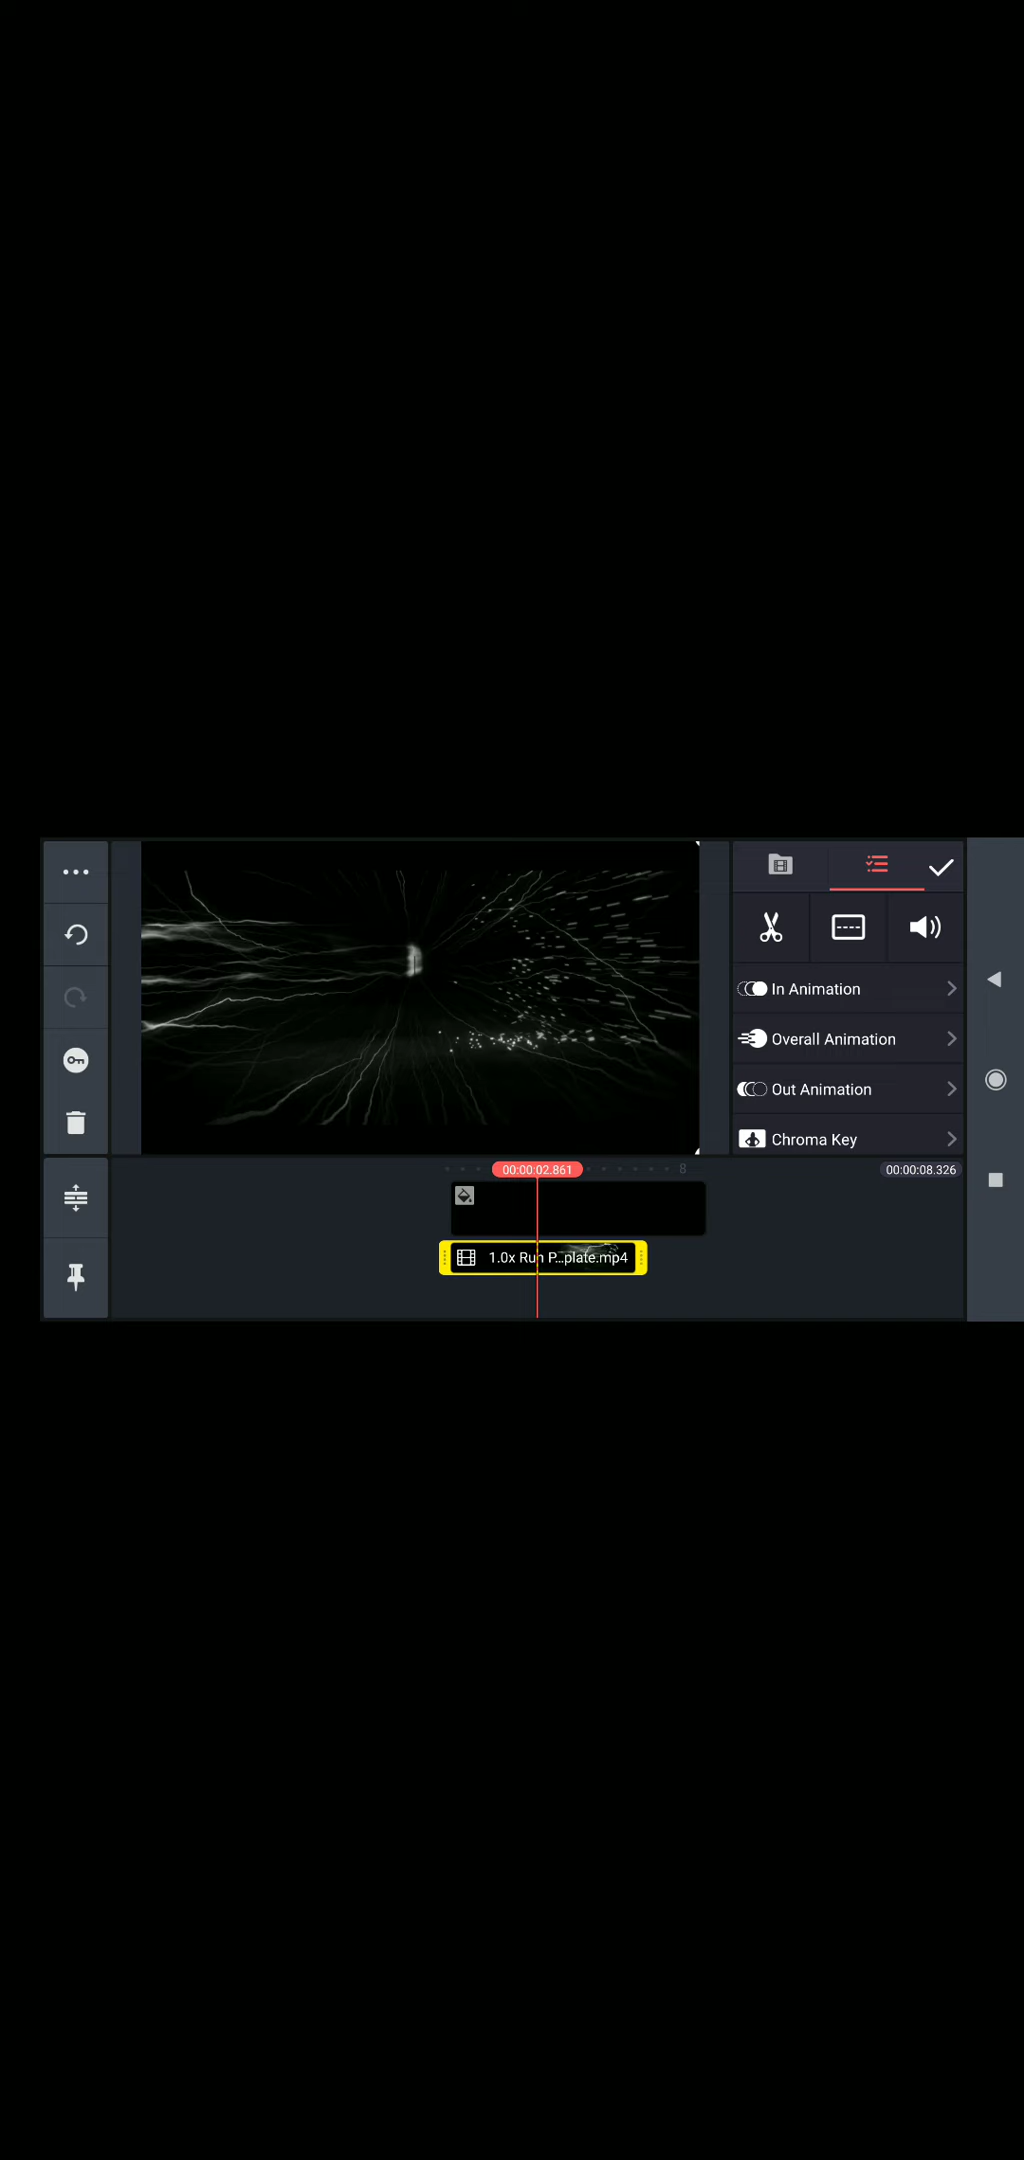 In Animation
Overall Animation
Out Animation
Chroma Key
00:00:02.861
8
00:00:08.326
1.0x Run P...plate.mp4